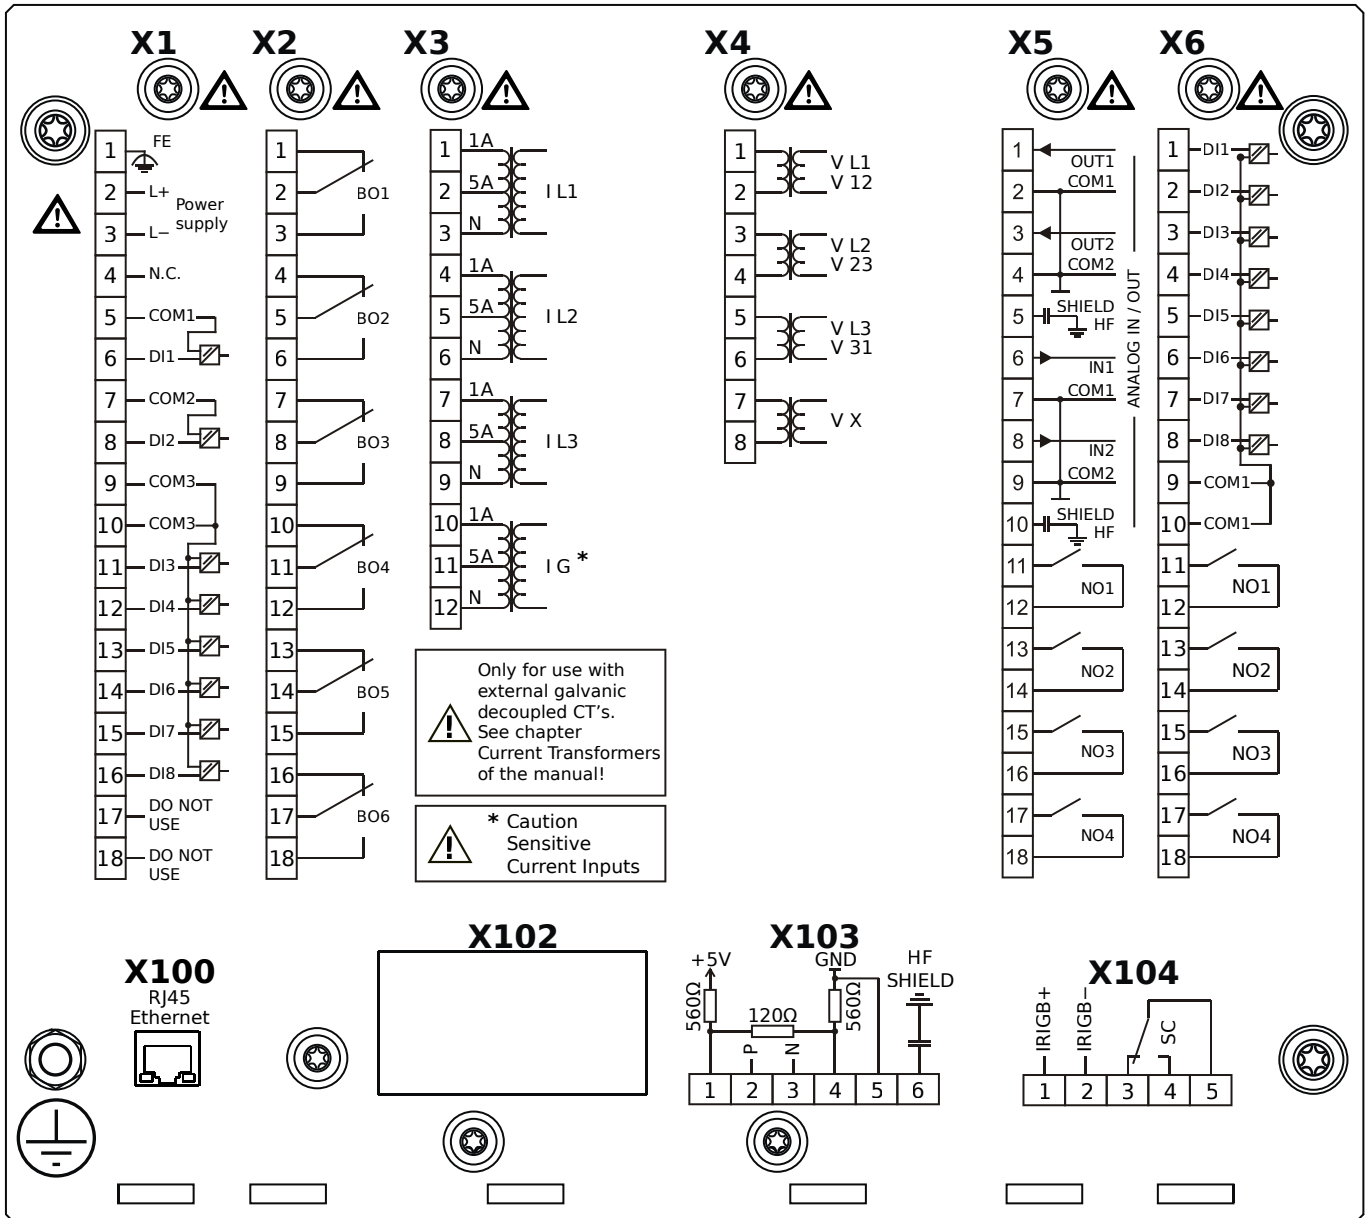 X1
1 FE
2 L+
Power
supply
3 L−
4 N.C.
5 COM1
6 DI1
7 COM2
8 DI2
9 COM3
10 COM3
11 DI3
12 DI4
13 DI5
14 DI6
15 DI7
16 DI8
17 DO NOT
USE
18 DO NOT
USE
X2
1
2 BO1
3
4
5 BO2
6
7
8 BO3
9
10
11 BO4
12
13
14 BO5
15
16
17 BO6
18
X3
1 1A
2 5A I L1
3 N
4 1A
5 5A I L2
6 N
7 1A
8 5A I L3
9 N
10 1A
11 5A I G *
12 N
Only for use with
external galvanic
decoupled CT's.
See chapter
Current Transformers
of the manual!
* Caution
Sensitive
Current Inputs
X4
1 V L1
2 V 12
3 V L2
4 V 23
5 V L3
6 V 31
7 V X
8
X5
1
OUT1
2 COM1
3
OUT2
4 COM2
5 SHIELD
HF
6
IN1
7 COM1
8
IN2
9 COM2
10 SHIELD
HF
ANALOG IN / OUT
11
NO1
12
13
NO2
14
15
NO3
16
17
NO4
18
X6
1 DI1
2 DI2
3 DI3
4 DI4
5 DI5
6 DI6
7 DI7
8 DI8
9 COM1
10 COM1
11
NO1
12
13
NO2
14
15
NO3
16
17
NO4
18
X100
RJ45
Ethernet
X102
X103
+5V GND HF
SHIELD
560Ω 120Ω 560Ω
P N
1 2 3 4 5 6
X104
IRIGB+ IRIGB− SC
1 2 3 4 5